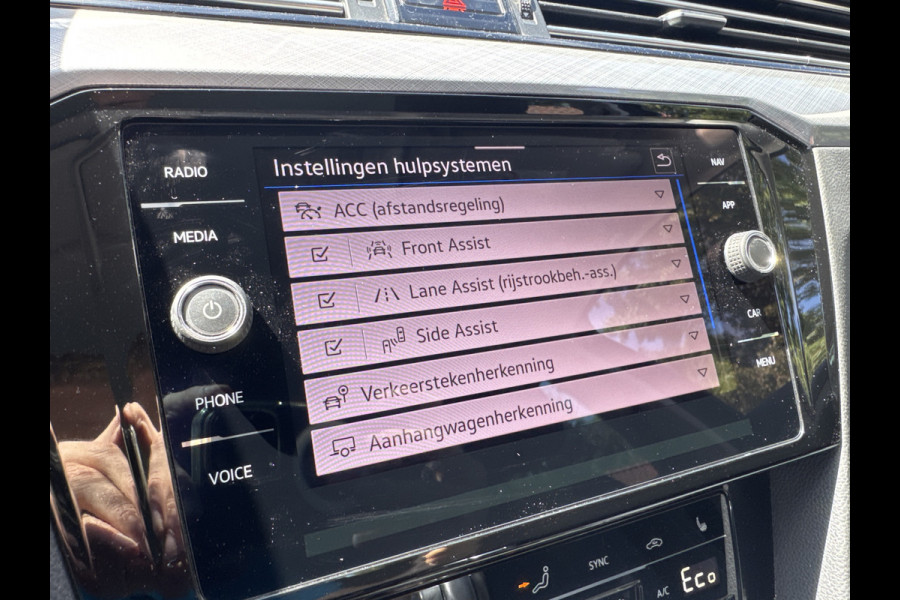 RADIO
MEDIA
PHONE
VOICE
Instellingen hulpsystemen
ACC (afstandsregeling)
Front Assist
Lane Assist (rijstrookbeh.-ass.)
Side Assist
Verkeerstekenherkenning
Aanhangwagenherkenning
NAV
APP
CAR
MENU
SYNC
A/C
Eco